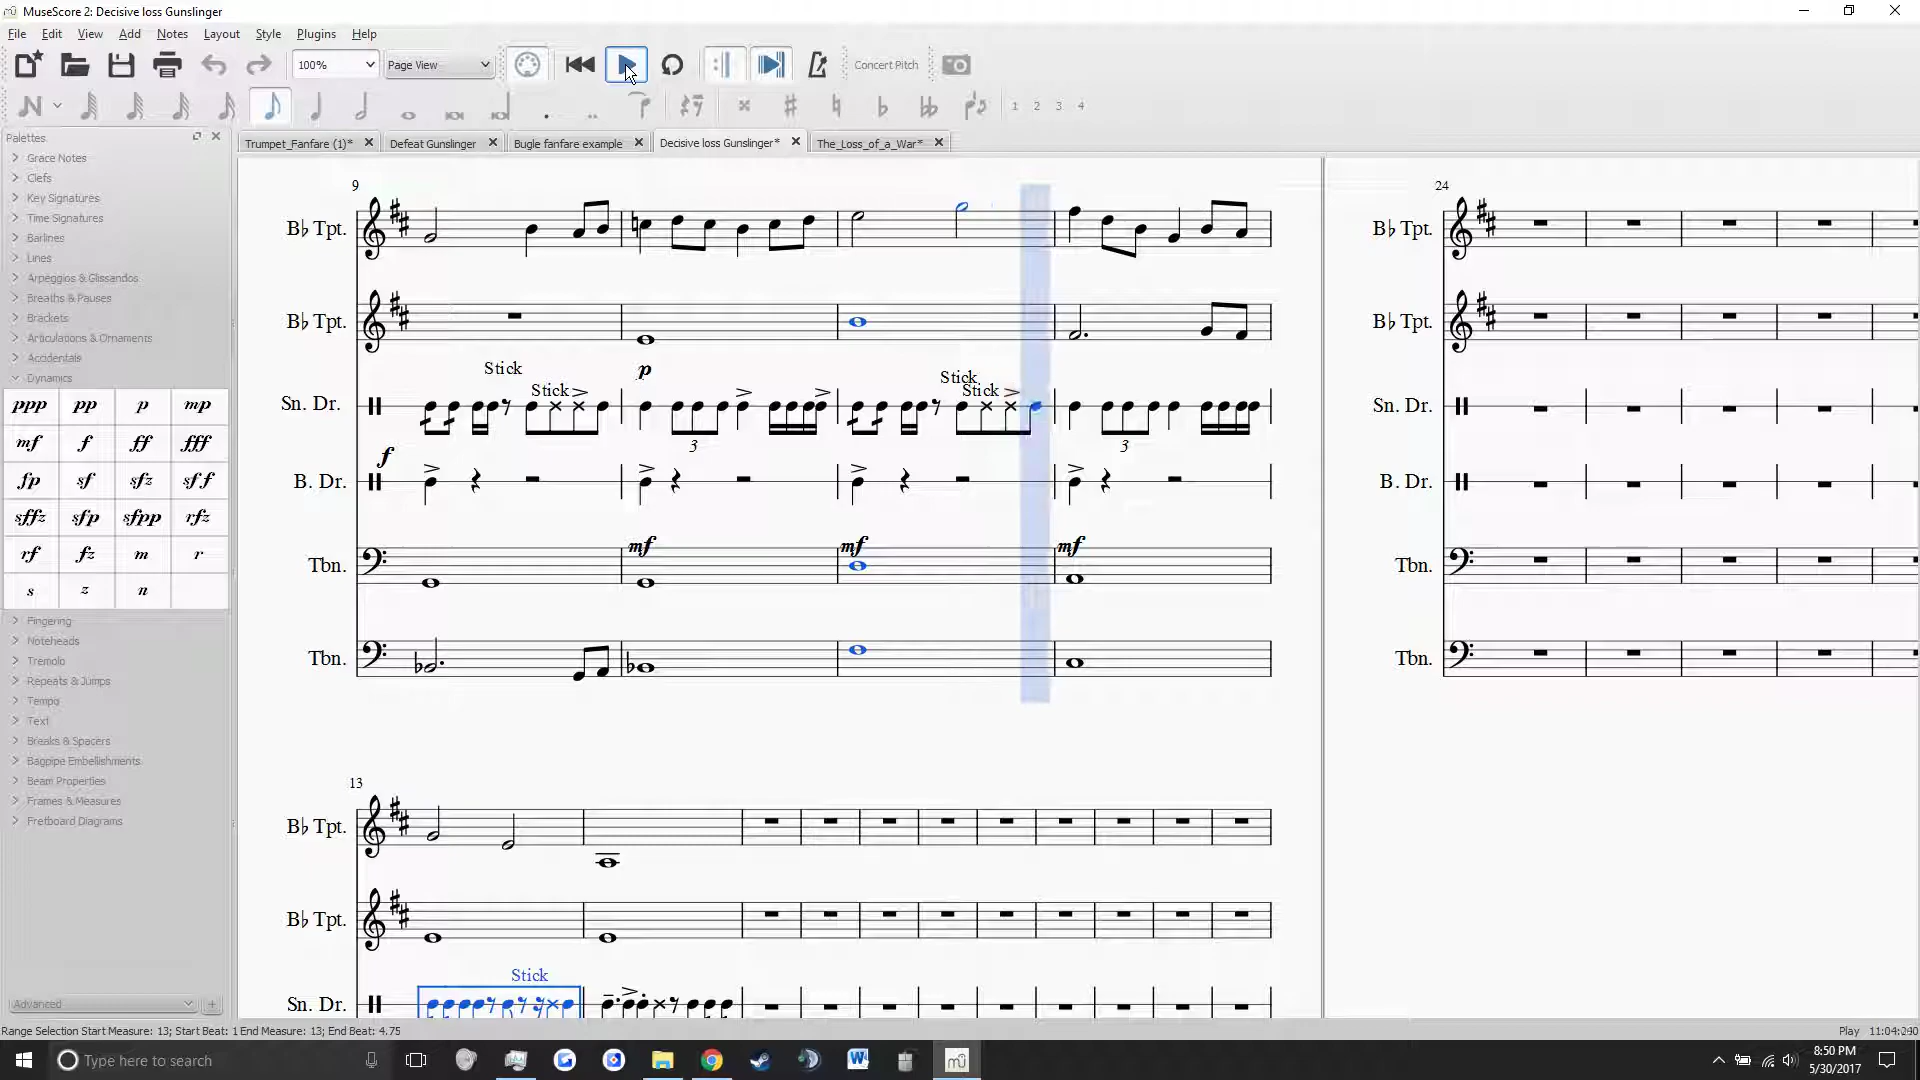 MuseScore 2: Decisive loss Gunslinger
File Edit View Add Notes Layout Style Plugins Help
100% Page View Concert Pitch
1 2 3 4
Palettes
Trumpet_Fanfare (1)* Defeat Gunslinger Bugle fanfare example Decisive loss Gunslinger* The_Loss_of_a_War*
Grace Notes
Clefs
Key Signatures
Time Signatures
Barlines
Lines
Arpeggios & Glissandos
Breaths & Pauses
Brackets
Articulations & Ornaments
Accidentals
Dynamics
ppp pp p mp
mf f ff fff
fp sf sfz sff
sffz sfp sfpp rfz
rf fz m r
s z n
Fingering
Noteheads
Tremolo
Repeats & Jumps
Tempo
Text
Breaks & Spacers
Bagpipe Embellishments
Beam Properties
Frames & Measures
Fretboard Diagrams
Advanced
9
B♭ Tpt.
B♭ Tpt.
p
Stick Stick
Stick Stick
Sn. Dr.
3 3
f
B. Dr.
mf mf mf
Tbn.
Tbn.
24
B♭ Tpt.
B♭ Tpt.
Sn. Dr.
B. Dr.
Tbn.
Tbn.
13
B♭ Tpt.
B♭ Tpt.
Stick
Sn. Dr.
Range Selection Start Measure: 13; Start Beat: 1 End Measure: 13; End Beat: 4.75
Play
Type here to search
8:50 PM
5/30/2017